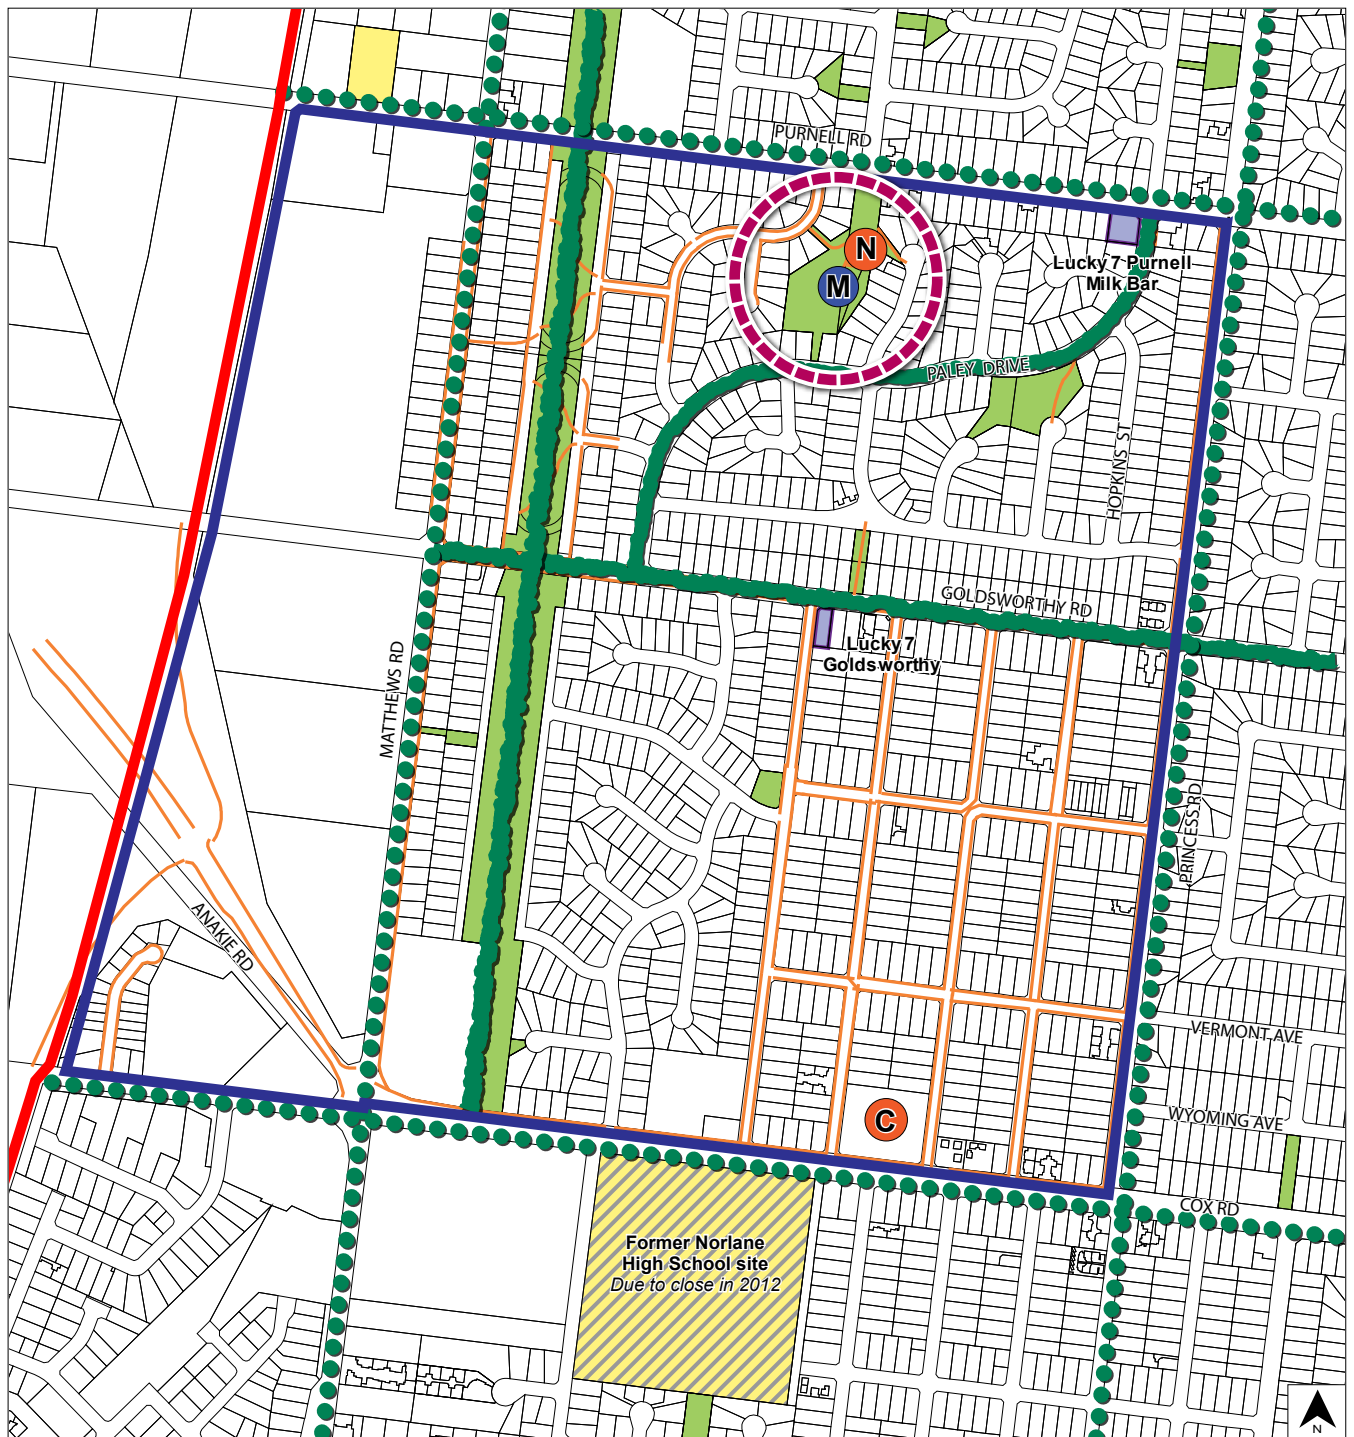 PURNELL RD
N
Lucky 7 Purnell
Milk Bar
M
PALEY DRIVE
HOPKINS ST
GOLDSWORTHY RD
Lucky 7
Goldsworthy
MATTHEWS RD
PRINCESS RD
ANAKIE RD
VERMONT AVE
WYOMING AVE
C
COX RD
Former Norlane
High School site
Due to close in 2012
N